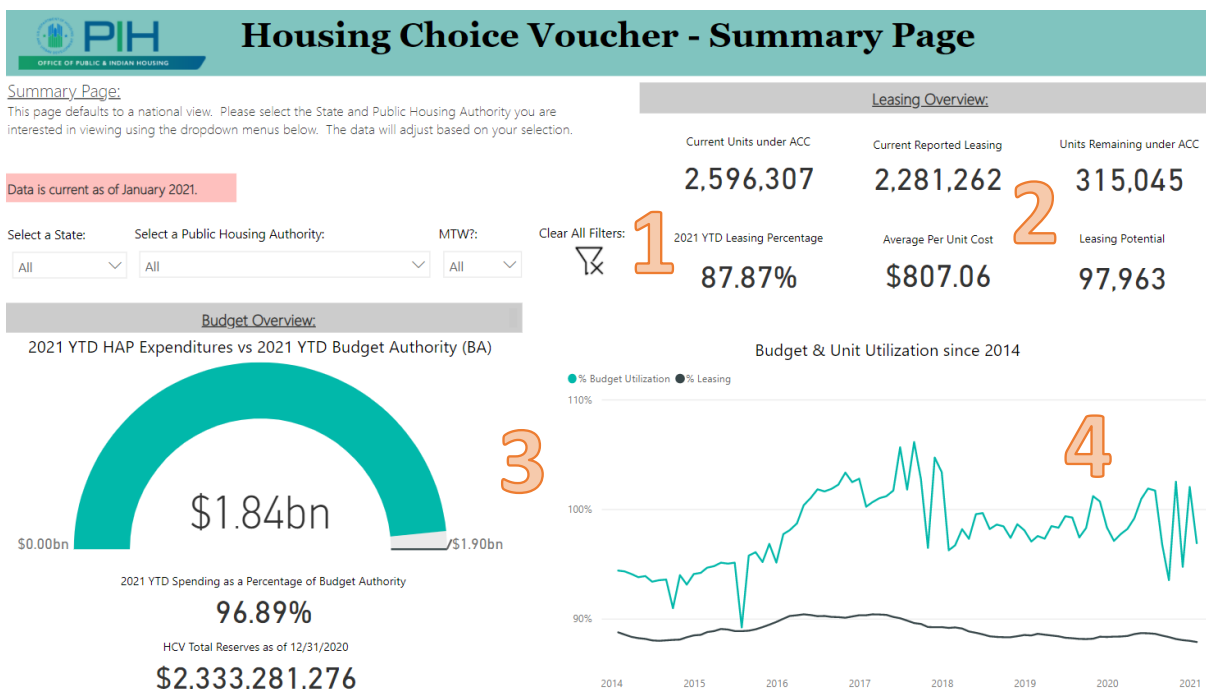 PIH
OFFICE OF PUBLIC & INDIAN HOUSING
Housing Choice Voucher - Summary Page
Summary Page:
This page defaults to a national view. Please select the State and Public Housing Authority you are
interested in viewing using the dropdown menus below. The data will adjust based on your selection.
Data is current as of January 2021.
Select a State:
All
Select a Public Housing Authority:
All
MTW?:
All
Clear All Filters:
1
Leasing Overview:
Current Units under ACC
2,596,307
Current Reported Leasing
2,281,262
Units Remaining under ACC
315,045
2
2021 YTD Leasing Percentage
87.87%
Average Per Unit Cost
$807.06
Leasing Potential
97,963
Budget Overview:
2021 YTD HAP Expenditures vs 2021 YTD Budget Authority (BA)
$1.84bn
$0.00bn
$1.90bn
3
2021 YTD Spending as a Percentage of Budget Authority
96.89%
HCV Total Reserves as of 12/31/2020
$2,333,281,276
Budget & Unit Utilization since 2014
% Budget Utilization % Leasing
4
110%
100%
90%
2014 2015 2016 2017 2018 2019 2020 2021